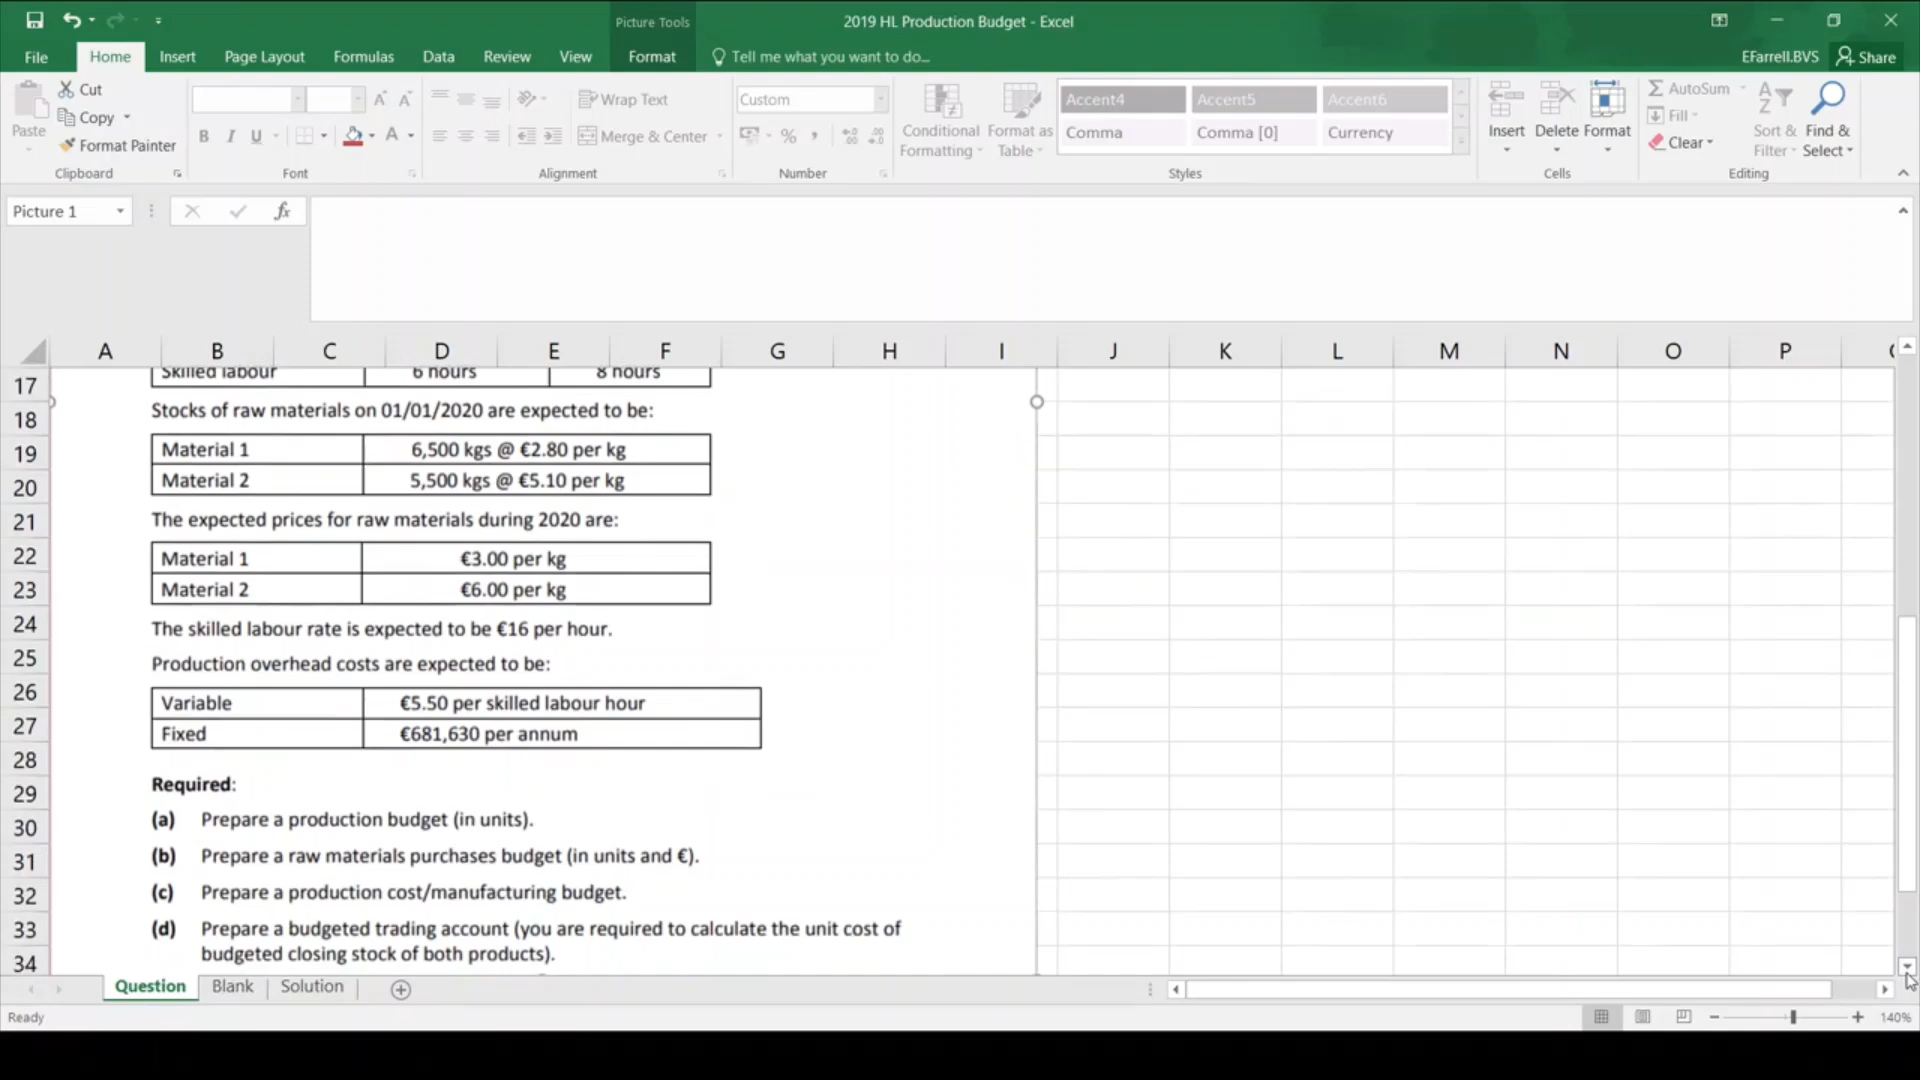 Picture Tools
2019 HL Production Budget - Excel
File Home Insert Page Layout Formulas Data Review View Format Tell me what you want to do... EFarrell.BVS Share
Cut
Copy
Format Painter
Paste
Clipboard
B I U A
Font
Wrap Text
Merge & Center
Alignment
Custom
%
Number
Conditional Formatting
Format as Table
Accent4 Accent5 Accent6
Comma Comma [0] Currency
Styles
Insert Delete Format
Cells
AutoSum
Fill
Clear
Sort & Filter
Find & Select
Editing
Picture 1 fx
A B C D E F G H I J K L M N O P
17 Skilled labour 6 hours 8 hours
18 Stocks of raw materials on 01/01/2020 are expected to be:
19 Material 1 6,500 kgs @ €2.80 per kg
20 Material 2 5,500 kgs @ €5.10 per kg
21 The expected prices for raw materials during 2020 are:
22 Material 1 €3.00 per kg
23 Material 2 €6.00 per kg
24 The skilled labour rate is expected to be €16 per hour.
25 Production overhead costs are expected to be:
26 Variable €5.50 per skilled labour hour
27 Fixed €681,630 per annum
28
29 Required:
30 (a) Prepare a production budget (in units).
31 (b) Prepare a raw materials purchases budget (in units and €).
32 (c) Prepare a production cost/manufacturing budget.
33 (d) Prepare a budgeted trading account (you are required to calculate the unit cost of
34 budgeted closing stock of both products).
Question Blank Solution
Ready
140%